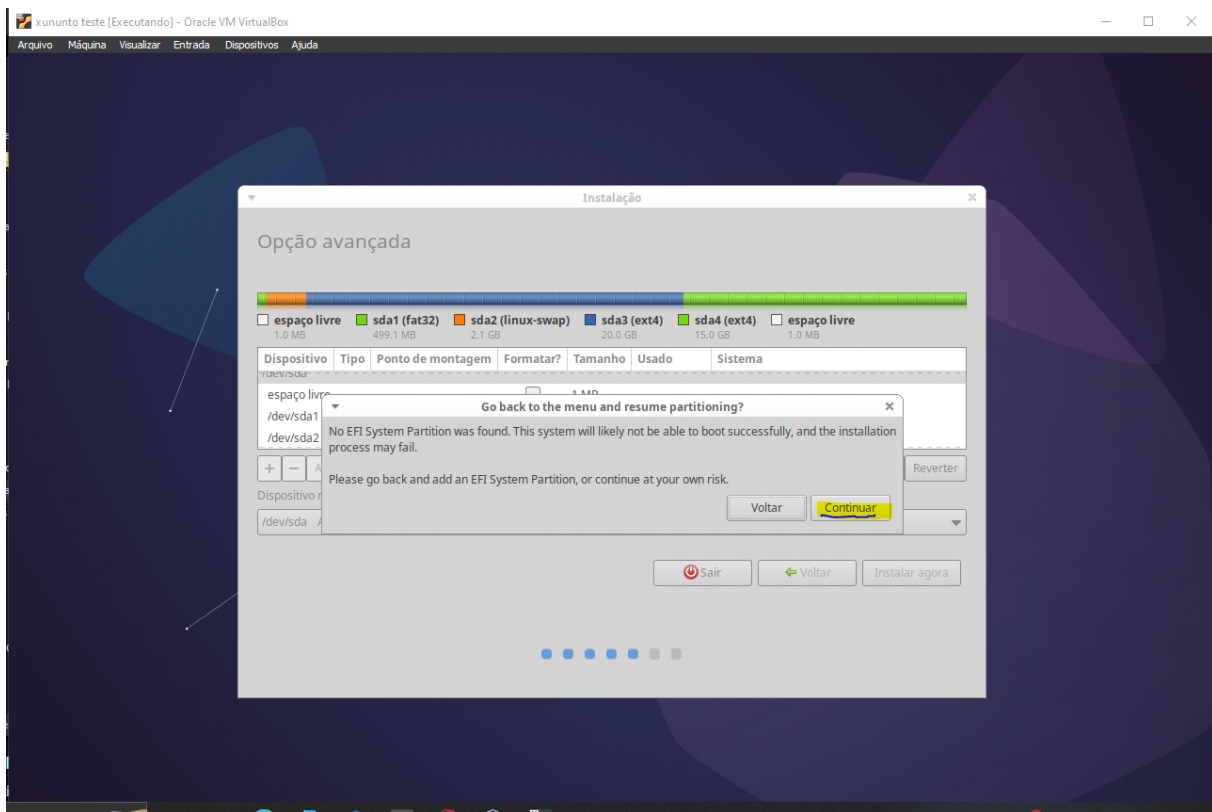 xununto teste [Executando] - Oracle VM VirtualBox
Arquivo Máquina Visualizar Entrada Dispositivos Ajuda
Instalação
Opção avançada
espaço livre sda1 (fat32) sda2 (linux-swap) sda3 (ext4) sda4 (ext4) espaço livre
1.0 MB 499.1 MB 2.1 GB 20.0 GB 15.0 GB 1.0 MB
Dispositivo Tipo Ponto de montagem Formatar? Tamanho Usado Sistema
/dev/sda
espaço livre 1 MB
Go back to the menu and resume partitioning?
/dev/sda1
No EFI System Partition was found. This system will likely not be able to boot successfully, and the installation
/dev/sda2
process may fail.
Please go back and add an EFI System Partition, or continue at your own risk.
+ - A Reverter
Dispositivo
Voltar Continuar
/dev/sda
Sair Voltar Instalar agora